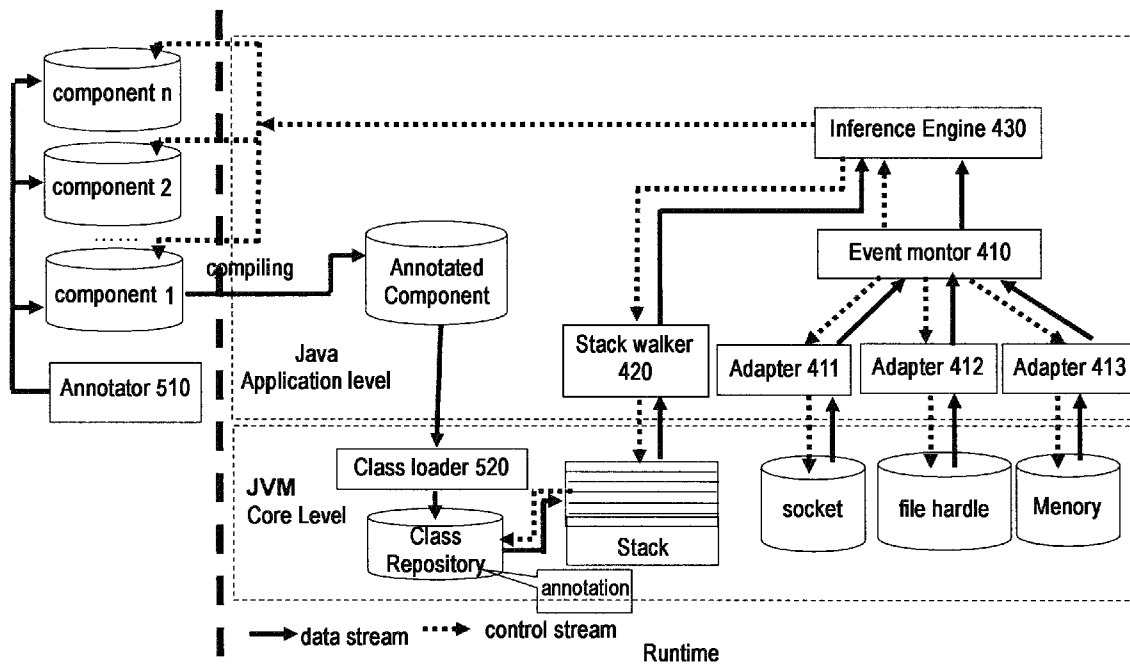 component n
component 2
......
component 1
Annotator 510
compiling
Annotated
Component
Java
Application level
Inference Engine 430
Event montor 410
Stack walker
420
Adapter 411
Adapter 412
Adapter 413
JVM
Core Level
Class loader 520
Class
Repository
annotation
Stack
socket
file hardle
Menory
data stream
control stream
Runtime